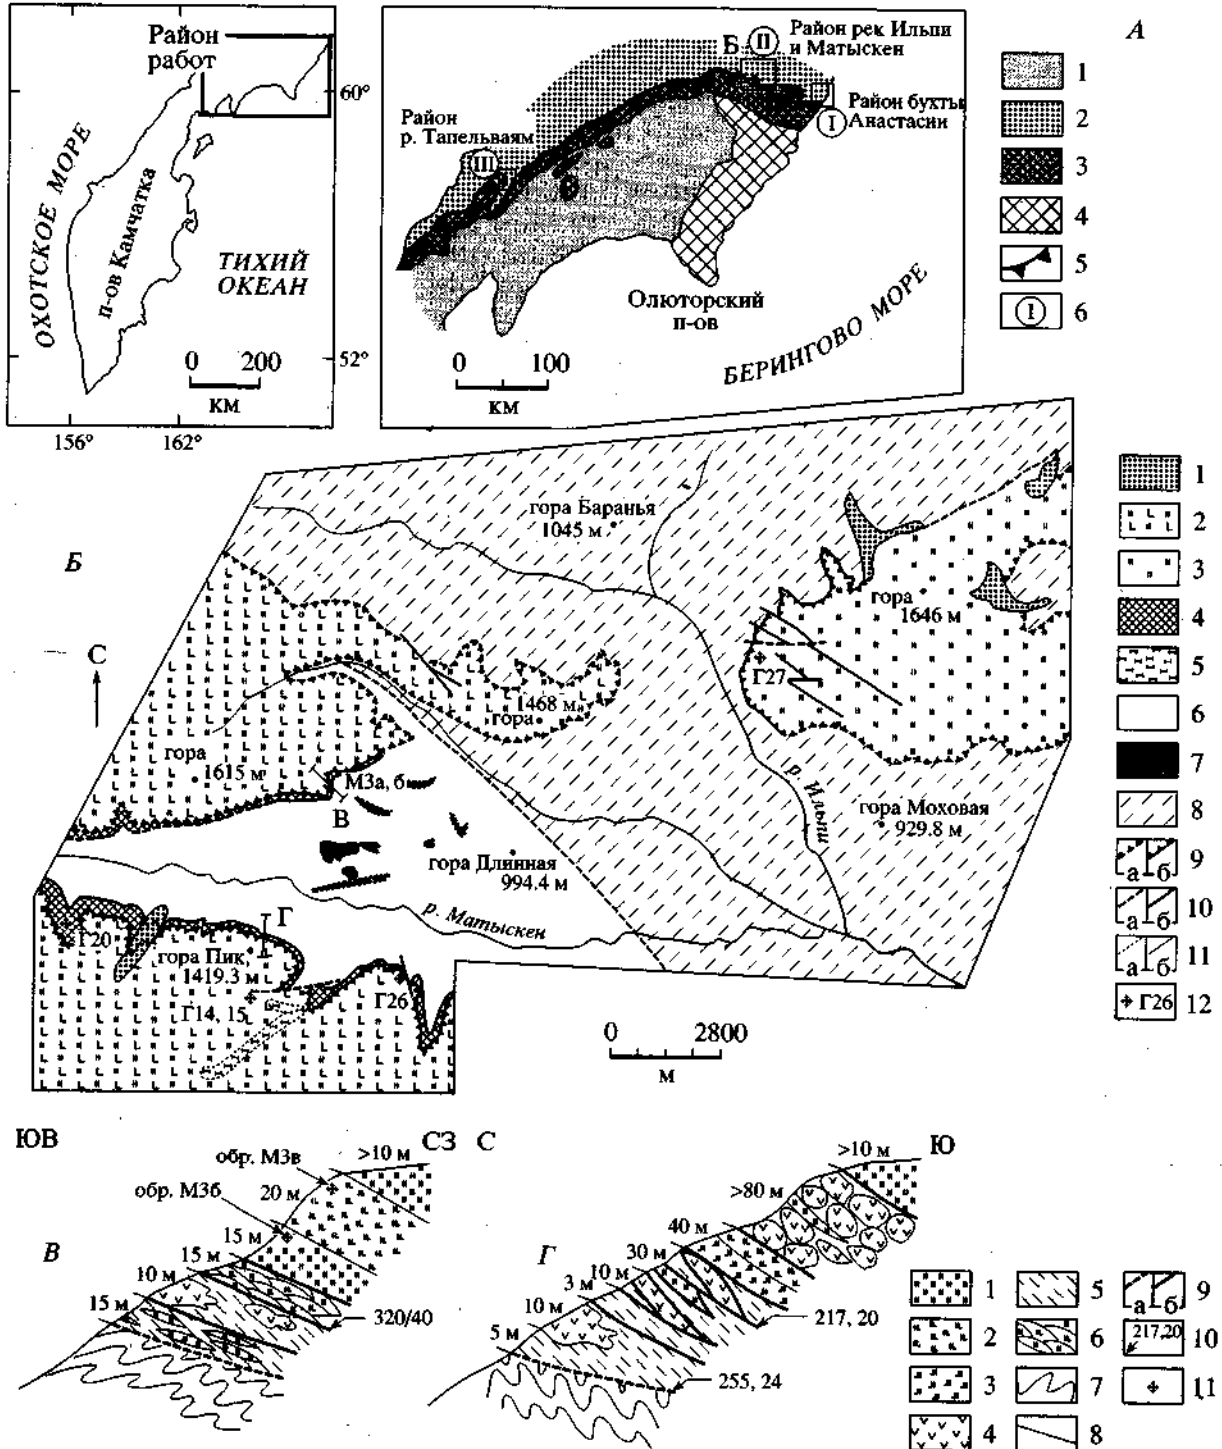 Район
работ
60°
52°
156°
162°
ОХОТСКОЕ МОРЕ
п-ов Камчатка
ТИХИЙ
ОКЕАН
0 200
км
Район рек Ильпи
и Матыскен
Б
II
Район бухты
Анастасии
I
Район
р. Тапельваям
III
Олюторский
п-ов
БЕРИНГОВО МОРЕ
0 100
км
А
1
2
3
4
5
I 6
Б
С
гора Баранья
1045 м
гора
1646 м
Г27
гора
1468 м
гора
1615 м
М3а, б
В
гора Длинная
994.4 м
р. Ильпи
гора Моховая
929.8 м
р. Матыскен
Г20
Г
гора Пик
1419.3 м
Г14, 15
Г26
0 2800
м
1
2
3
4
5
6
7
8
а б 9
а б 10
а б 11
Г26 12
ЮВ
СЗ
обр. М3в
обр. М3б
>10 м
20 м
15 м
15 м
10 м
15 м
В
320/40
С
Ю
>10 м
>80 м
40 м
30 м
10 м
3 м
10 м
5 м
Г
217, 20
255, 24
1
2
3
4
5
6
7
8
а б 9
217,20 10
11